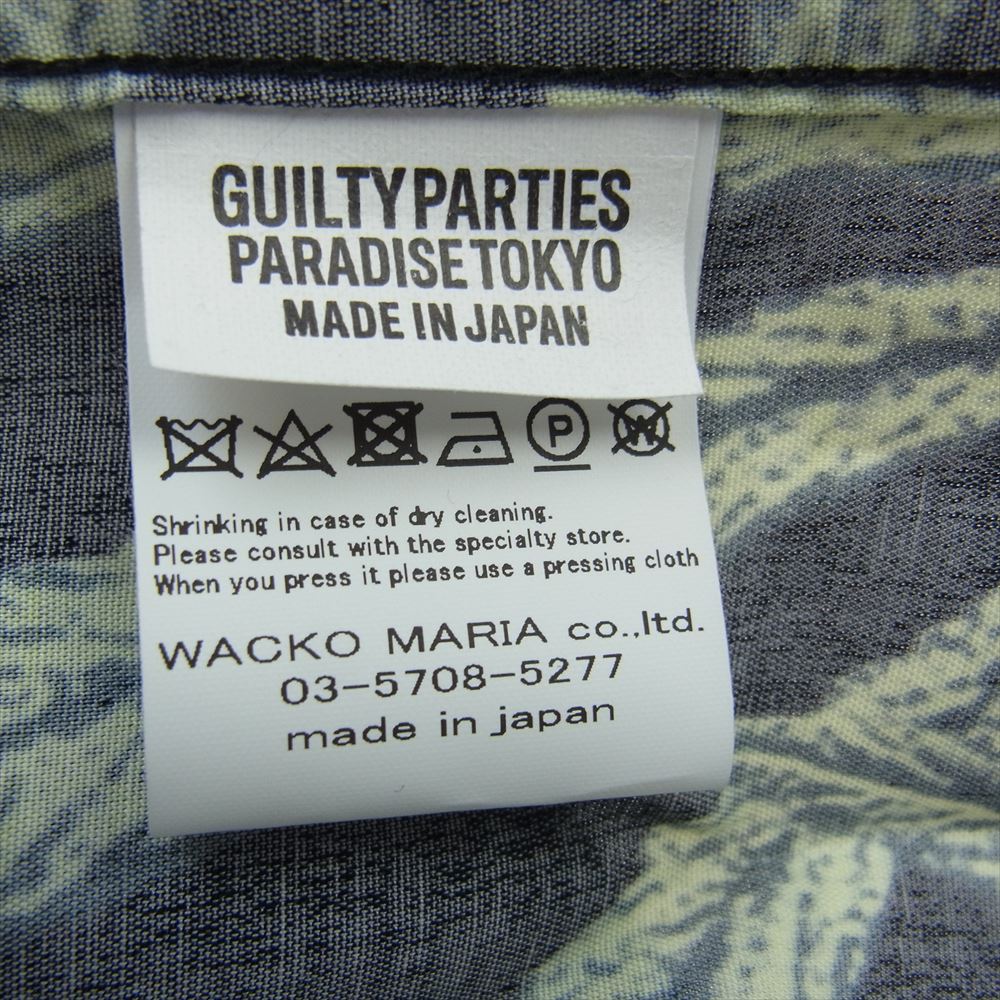 GUILTY PARTIES
PARADISE TOKYO
MADE IN JAPAN
P W
Shrinking in case of dry cleaning.
Please consult with the specialty store.
When you press it please use a pressing cloth
WACKO MARIA co.,ltd.
03-5708-5277
made in japan